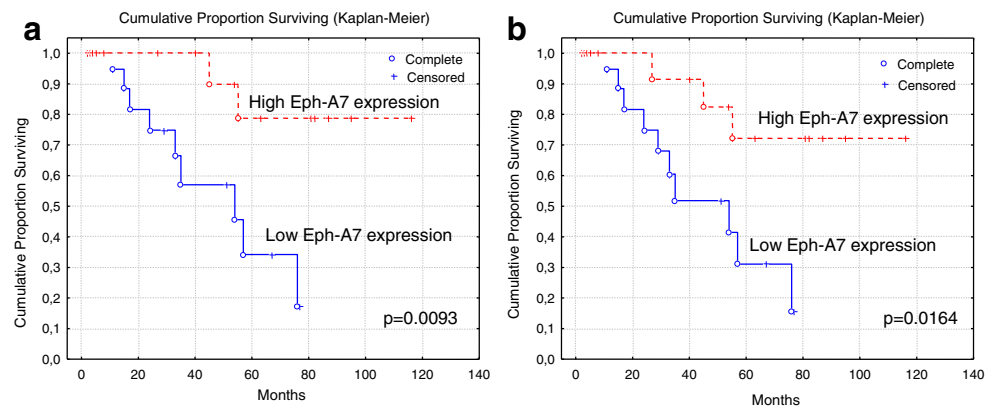 a
Cumulative Proportion Surviving (Kaplan-Meier)
Cumulative Proportion Surviving
1,0
0,9
0,8
0,7
0,6
0,5
0,4
0,3
0,2
0,1
0,0
Complete
Censored
High Eph-A7 expression
Low Eph-A7 expression
p=0.0093
0 20 40 60 80 100 120 140
Months
b
Cumulative Proportion Surviving (Kaplan-Meier)
Cumulative Proportion Surviving
1,0
0,9
0,8
0,7
0,6
0,5
0,4
0,3
0,2
0,1
0,0
Complete
Censored
High Eph-A7 expression
Low Eph-A7 expression
p=0.0164
0 20 40 60 80 100 120 140
Months